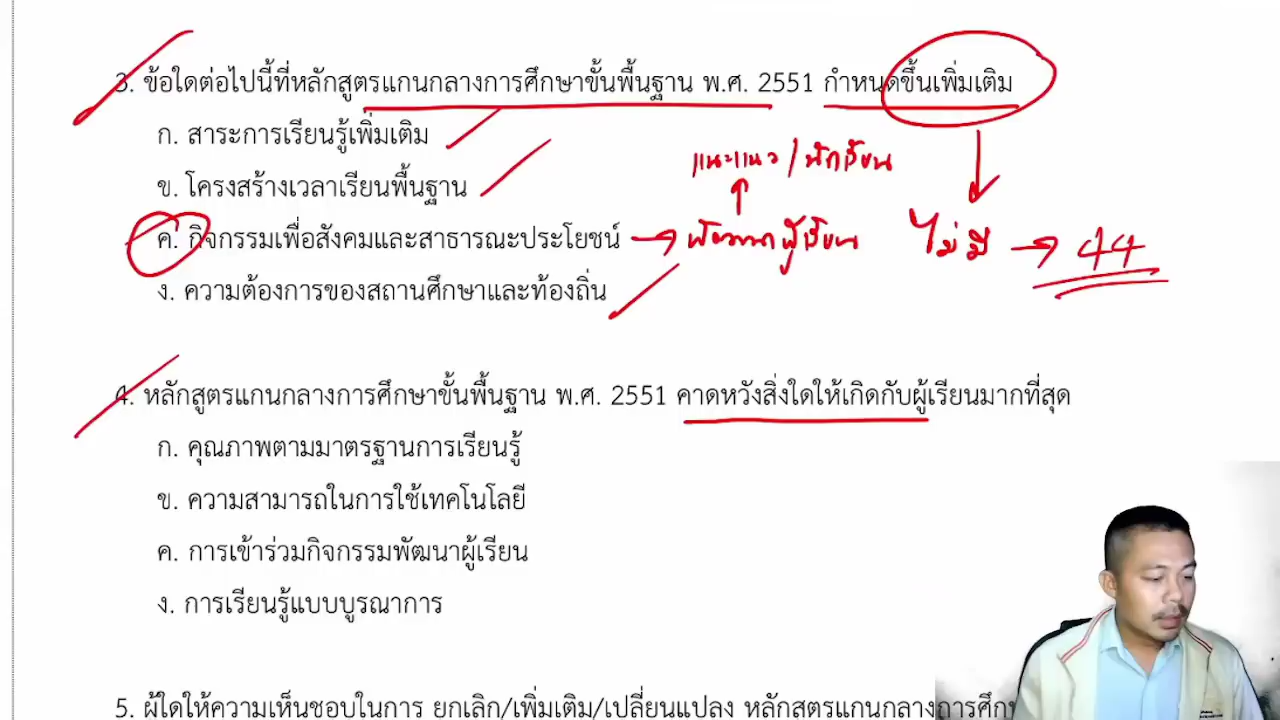 3. ข้อใดต่อไปนี้ที่หลักสูตรแกนกลางการศึกษาขั้นพื้นฐาน พ.ศ. 2551 กำหนดขึ้นเพิ่มเติม
ก. สาระการเรียนรู้เพิ่มเติม
แนะแนว / นักเรียน
ข. โครงสร้างเวลาเรียนพื้นฐาน
ค. กิจกรรมเพื่อสังคมและสาธารณะประโยชน์ → พัฒนาผู้เรียน ไม่มี → 44
ง. ความต้องการของสถานศึกษาและท้องถิ่น
4. หลักสูตรแกนกลางการศึกษาขั้นพื้นฐาน พ.ศ. 2551 คาดหวังสิ่งใดให้เกิดกับผู้เรียนมากที่สุด
ก. คุณภาพตามมาตรฐานการเรียนรู้
ข. ความสามารถในการใช้เทคโนโลยี
ค. การเข้าร่วมกิจกรรมพัฒนาผู้เรียน
ง. การเรียนรู้แบบบูรณาการ
5. ผู้ใดให้ความเห็นชอบในการ ยกเลิก/เพิ่มเติม/เปลี่ยนแปลง หลักสูตรแกนกลางการศึกษ